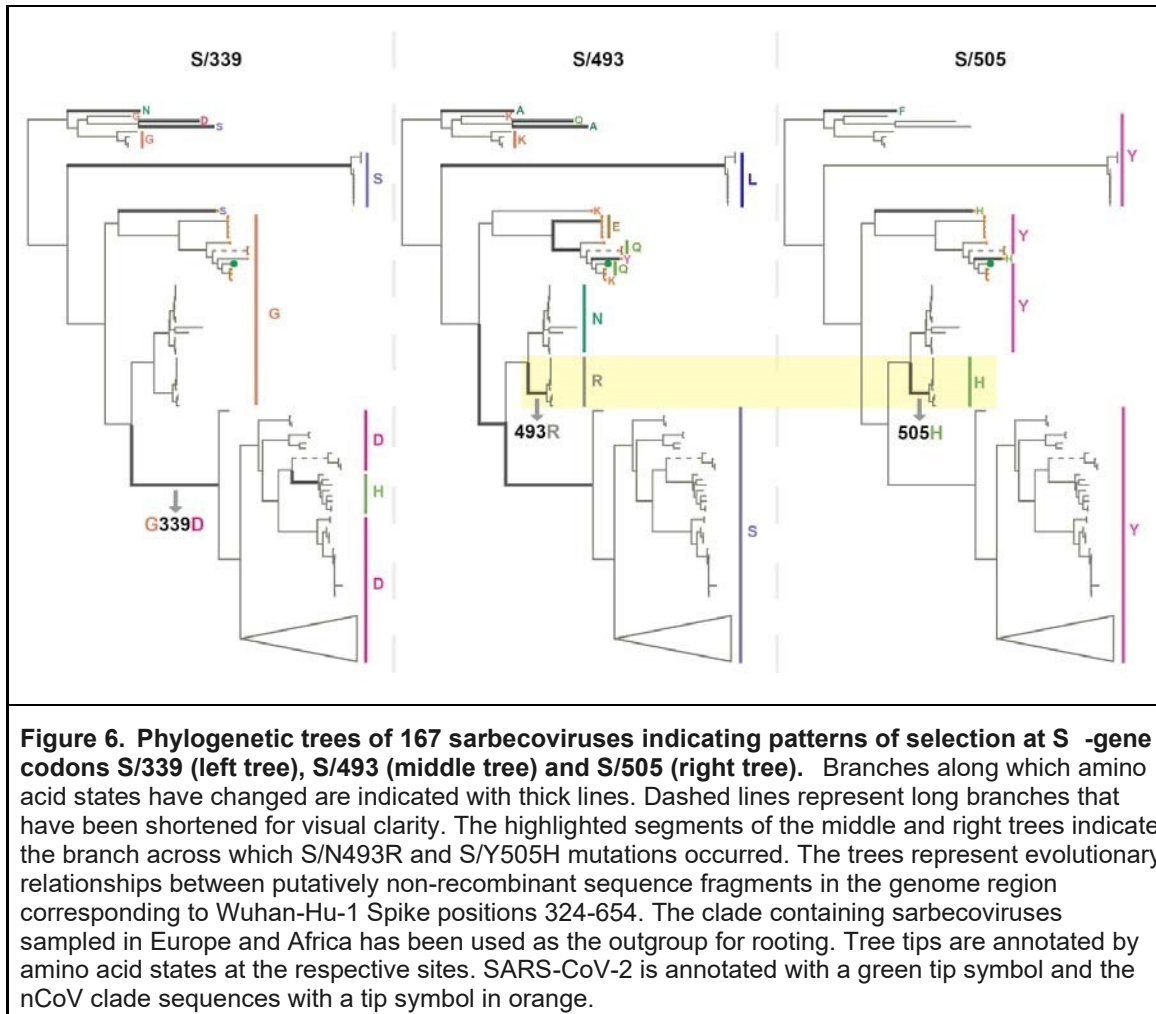 S/339 S/493 S/505
N
G
D
S
G
S
S
G
D
H
D
G339D
A
K
Q
A
K
L
K
E
Q
Y
Q
K
N
R
493R
S
F
Y
H
Y
H
Y
H
505H
Y
Figure 6. Phylogenetic trees of 167 sarbecoviruses indicating patterns of selection at S -gene
codons S/339 (left tree), S/493 (middle tree) and S/505 (right tree). Branches along which amino
acid states have changed are indicated with thick lines. Dashed lines represent long branches that
have been shortened for visual clarity. The highlighted segments of the middle and right trees indicate
the branch across which S/N493R and S/Y505H mutations occurred. The trees represent evolutionary
relationships between putatively non-recombinant sequence fragments in the genome region
corresponding to Wuhan-Hu-1 Spike positions 324-654. The clade containing sarbecoviruses
sampled in Europe and Africa has been used as the outgroup for rooting. Tree tips are annotated by
amino acid states at the respective sites. SARS-CoV-2 is annotated with a green tip symbol and the
nCoV clade sequences with a tip symbol in orange.